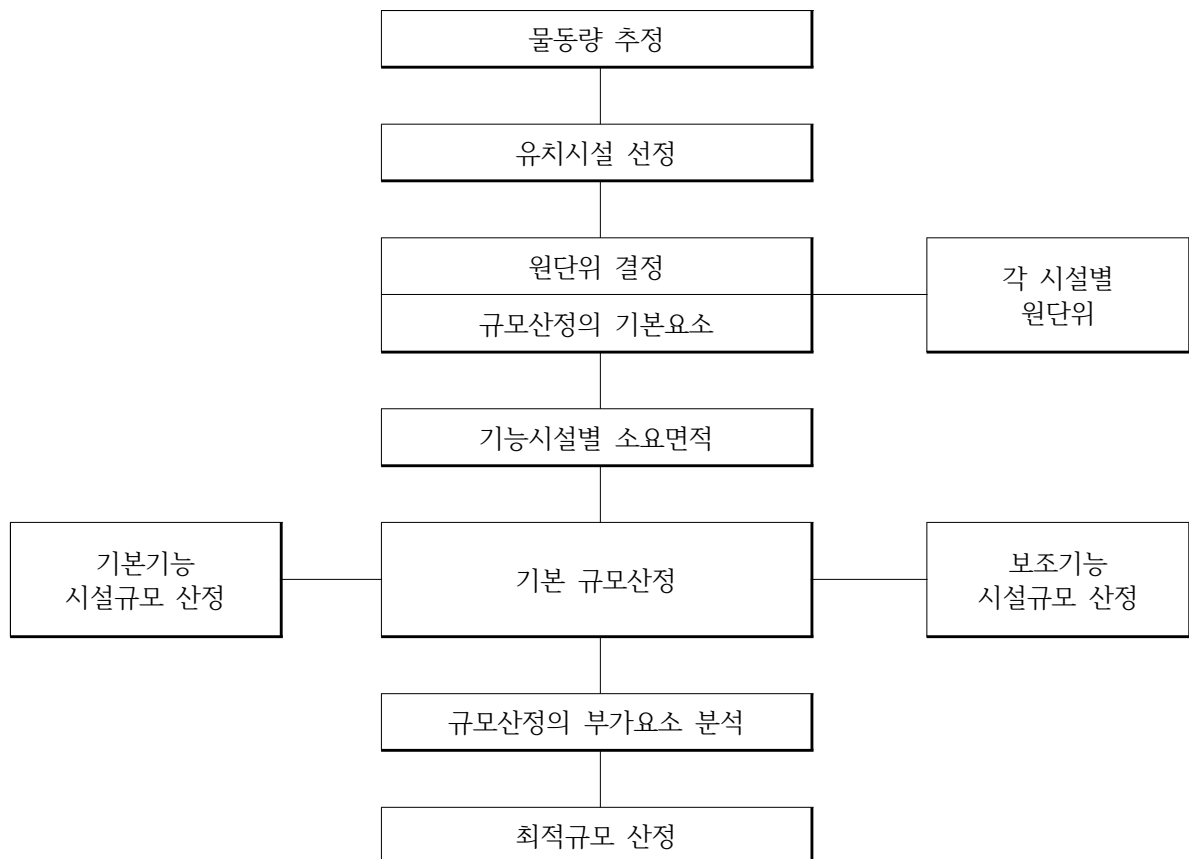 물동량 추정
유치시설 선정
원단위 결정
규모산정의 기본요소
각 시설별
원단위
기능시설별 소요면적
기본기능
시설규모 산정
기본 규모산정
보조기능
시설규모 산정
규모산정의 부가요소 분석
최적규모 산정